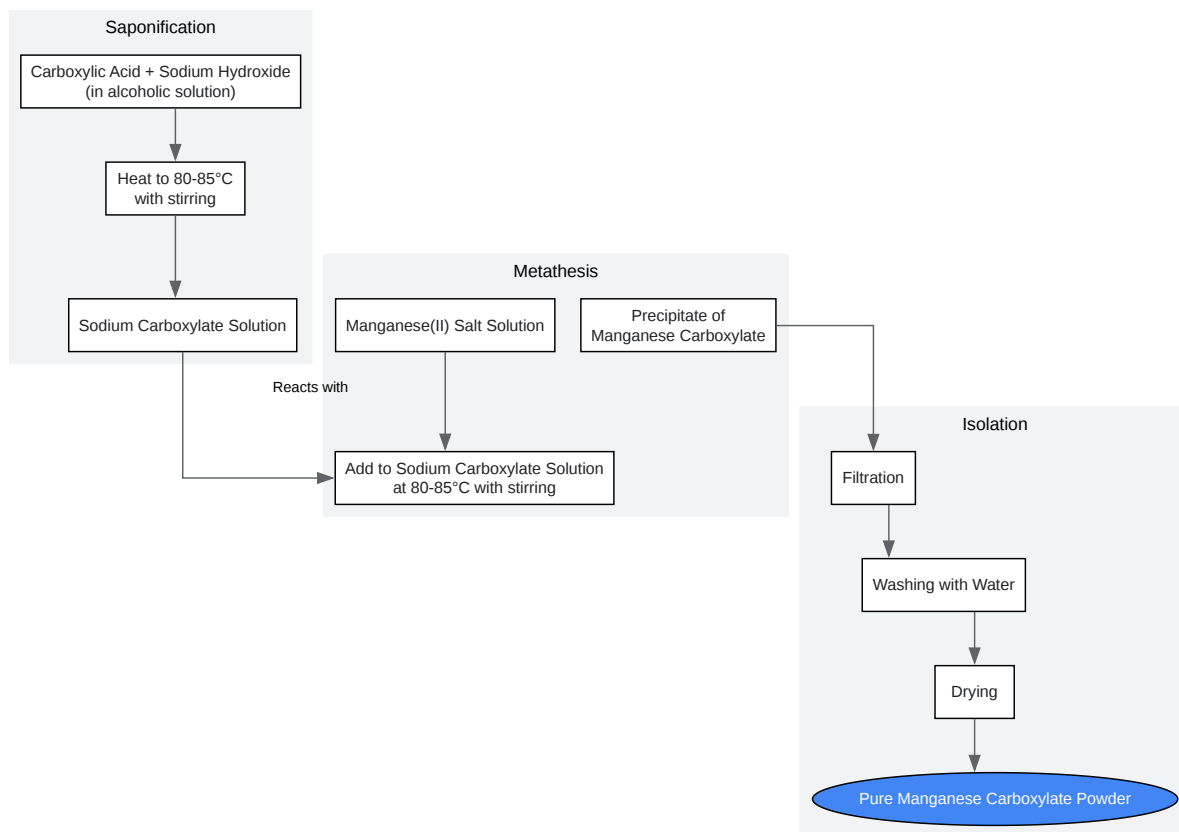 Saponification
Carboxylic Acid + Sodium Hydroxide
(in alcoholic solution)
Heat to 80-85°C
with stirring
Sodium Carboxylate Solution
Reacts with
Metathesis
Manganese(II) Salt Solution
Precipitate of
Manganese Carboxylate
Add to Sodium Carboxylate Solution
at 80-85°C with stirring
Isolation
Filtration
Washing with Water
Drying
Pure Manganese Carboxylate Powder